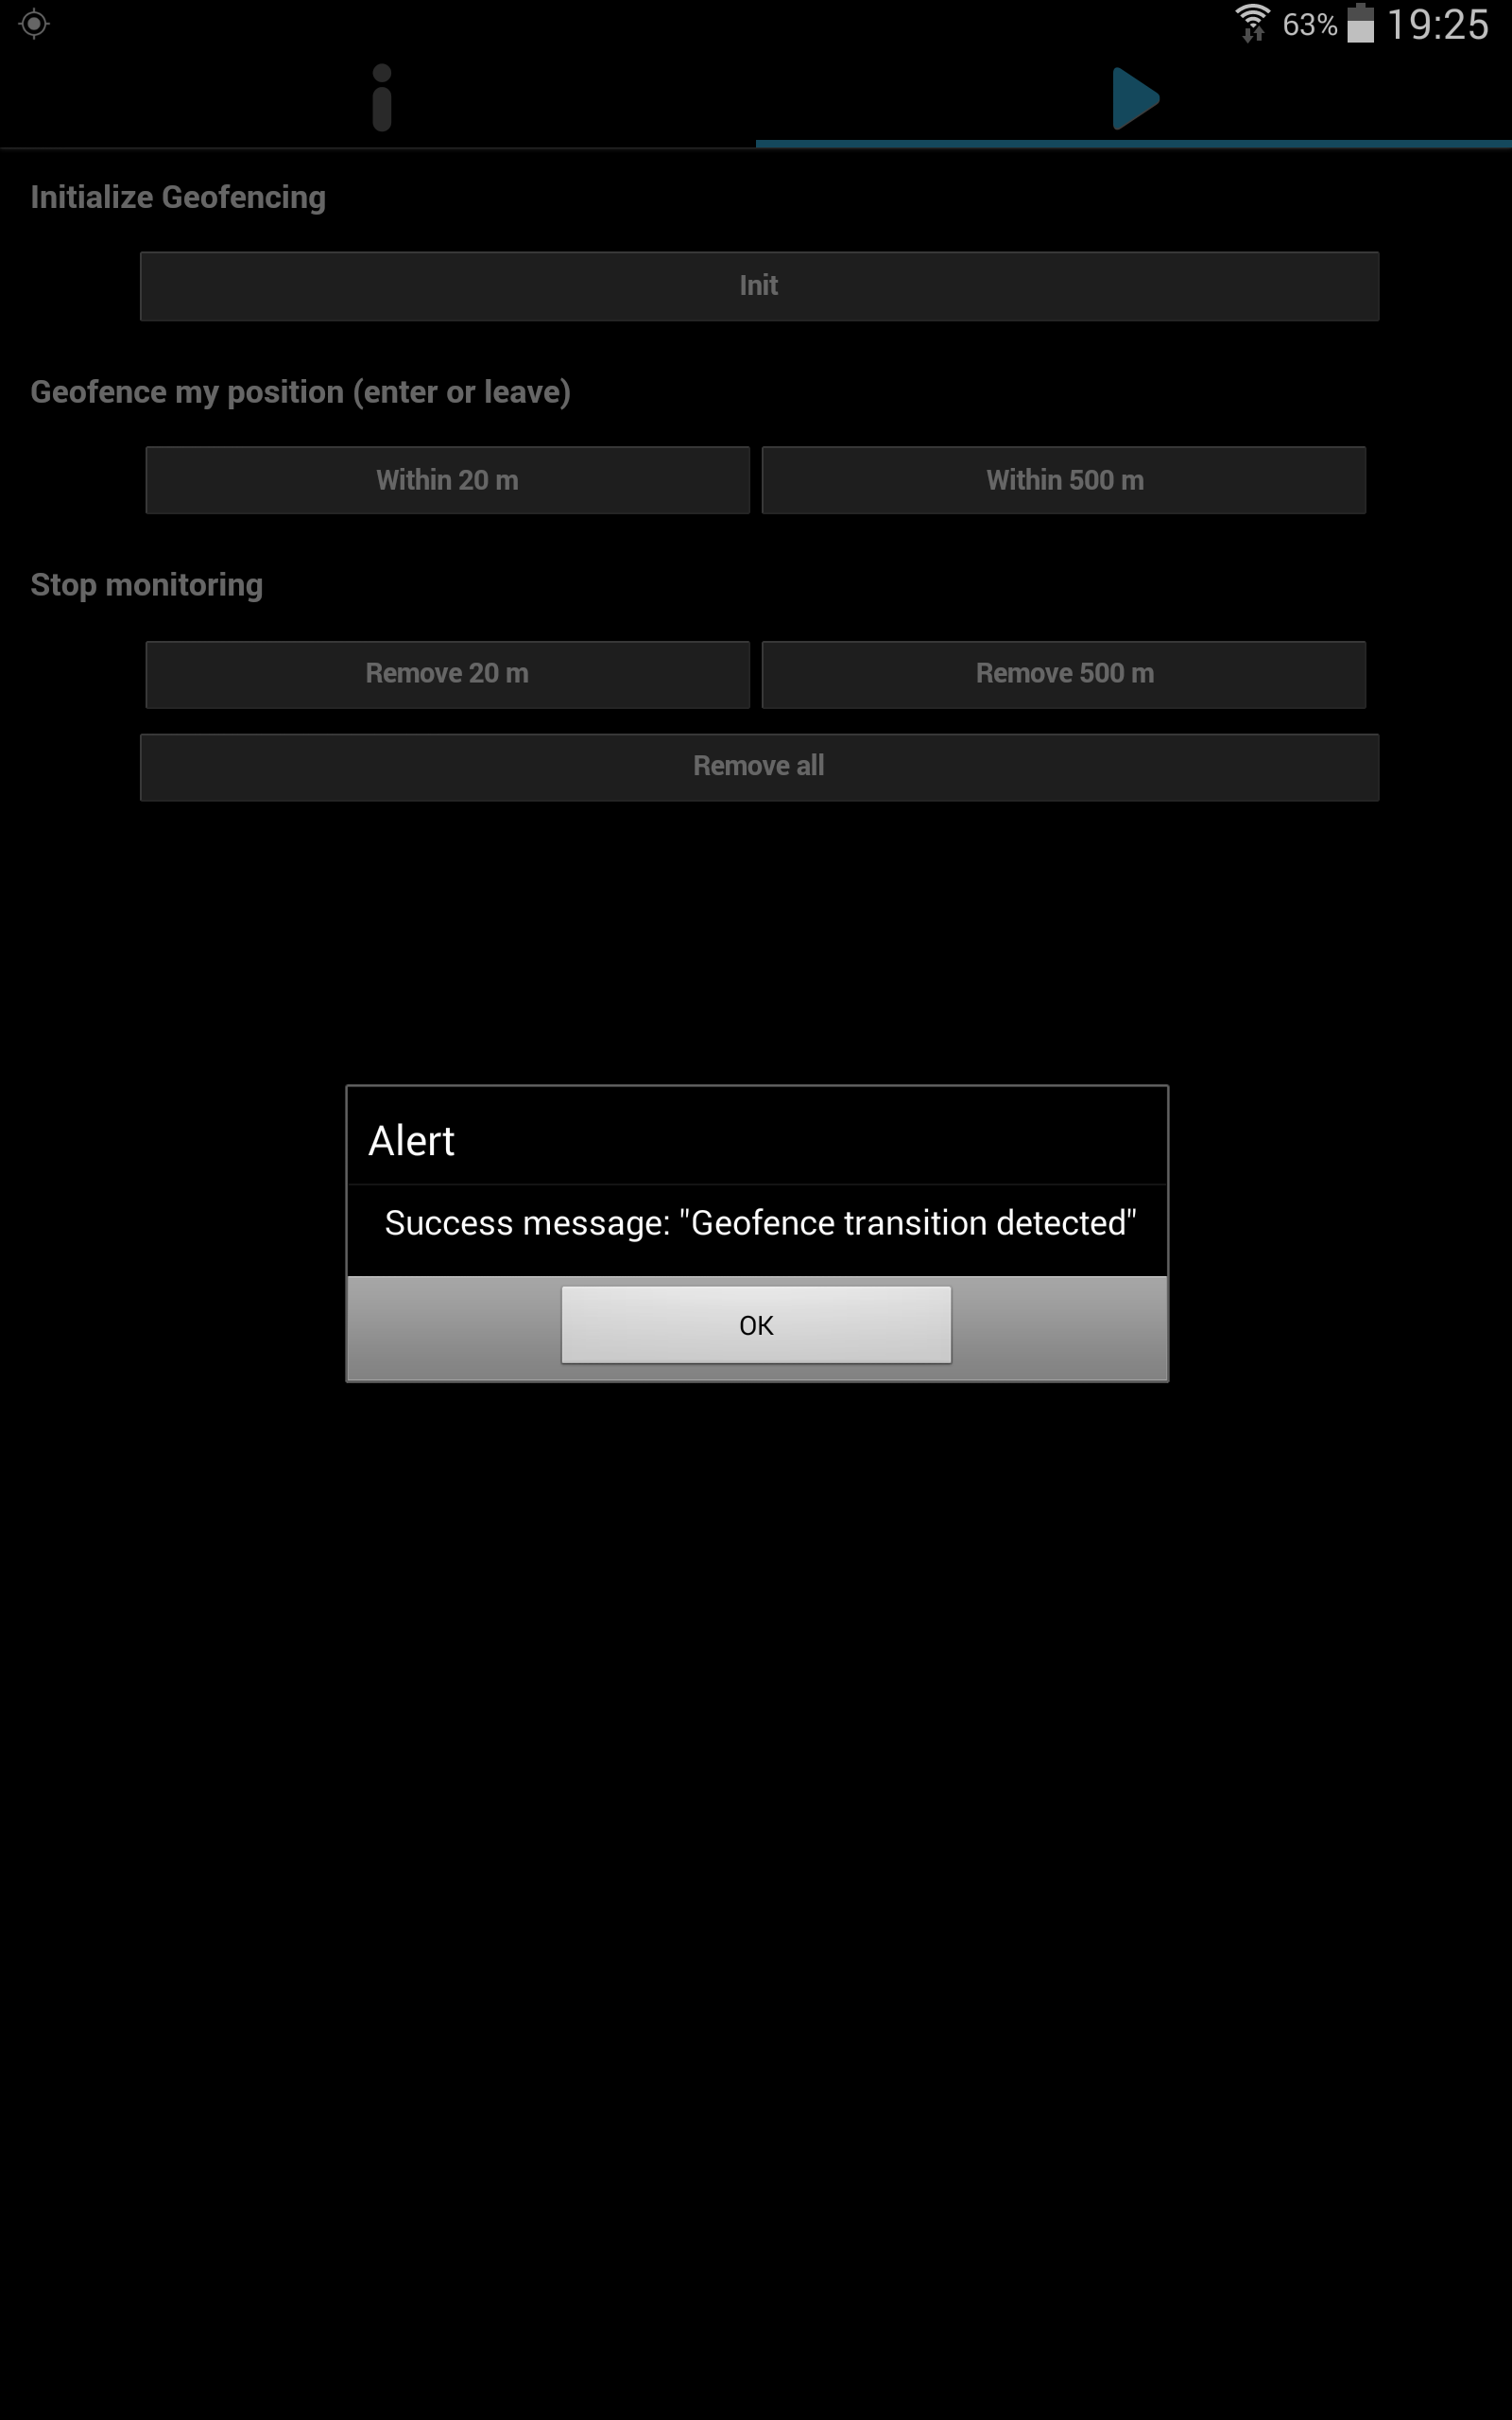 63% 19:25
Initialize Geofencing
Init
Geofence my position (enter or leave)
Within 20 m Within 500 m
Stop monitoring
Remove 20 m Remove 500 m
Remove all
Alert
Success message: "Geofence transition detected"
OK